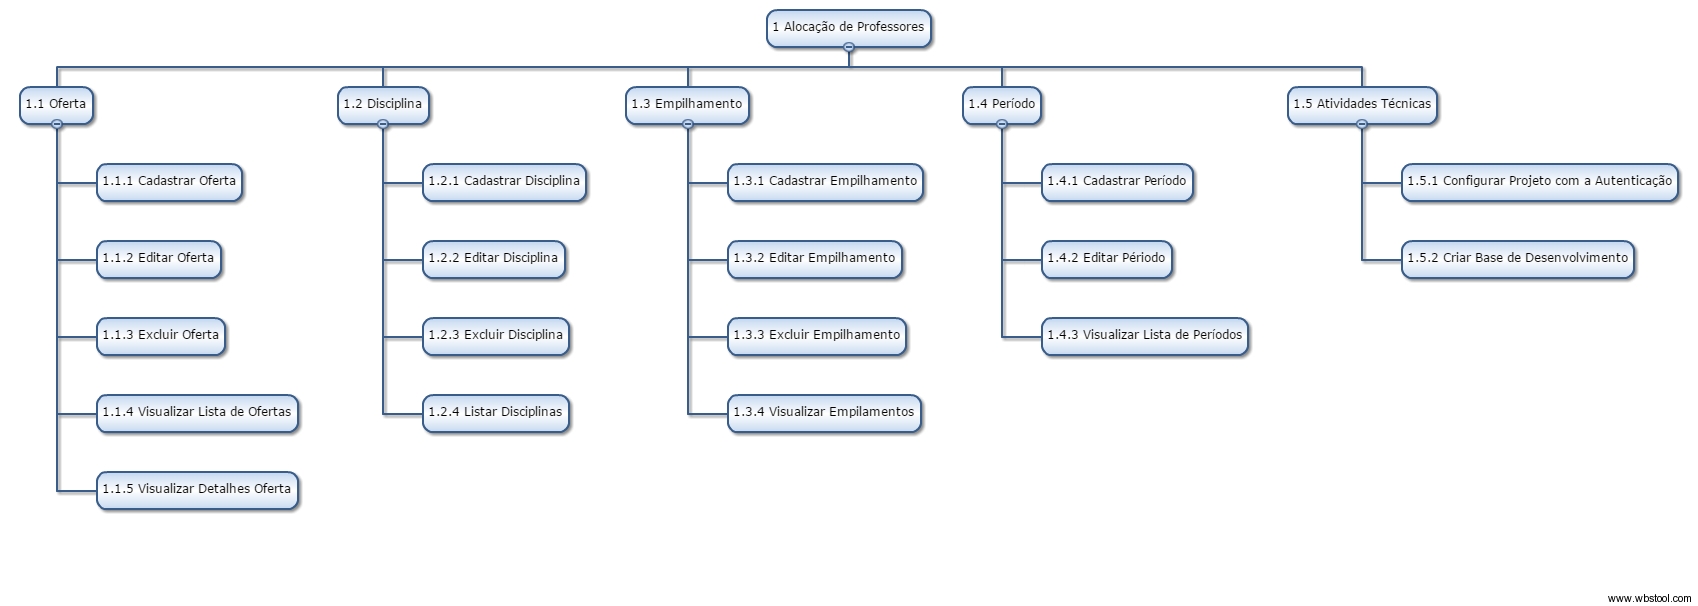 1 Alocação de Professores
1.1 Oferta
1.2 Disciplina
1.3 Empilhamento
1.4 Período
1.5 Atividades Técnicas
1.1.1 Cadastrar Oferta
1.2.1 Cadastrar Disciplina
1.3.1 Cadastrar Empilhamento
1.4.1 Cadastrar Período
1.5.1 Configurar Projeto com a Autenticação
1.1.2 Editar Oferta
1.2.2 Editar Disciplina
1.3.2 Editar Empilhamento
1.4.2 Editar Périodo
1.5.2 Criar Base de Desenvolvimento
1.1.3 Excluir Oferta
1.2.3 Excluir Disciplina
1.3.3 Excluir Empilhamento
1.4.3 Visualizar Lista de Períodos
1.1.4 Visualizar Lista de Ofertas
1.2.4 Listar Disciplinas
1.3.4 Visualizar Empilamentos
1.1.5 Visualizar Detalhes Oferta
www.wbstool.com